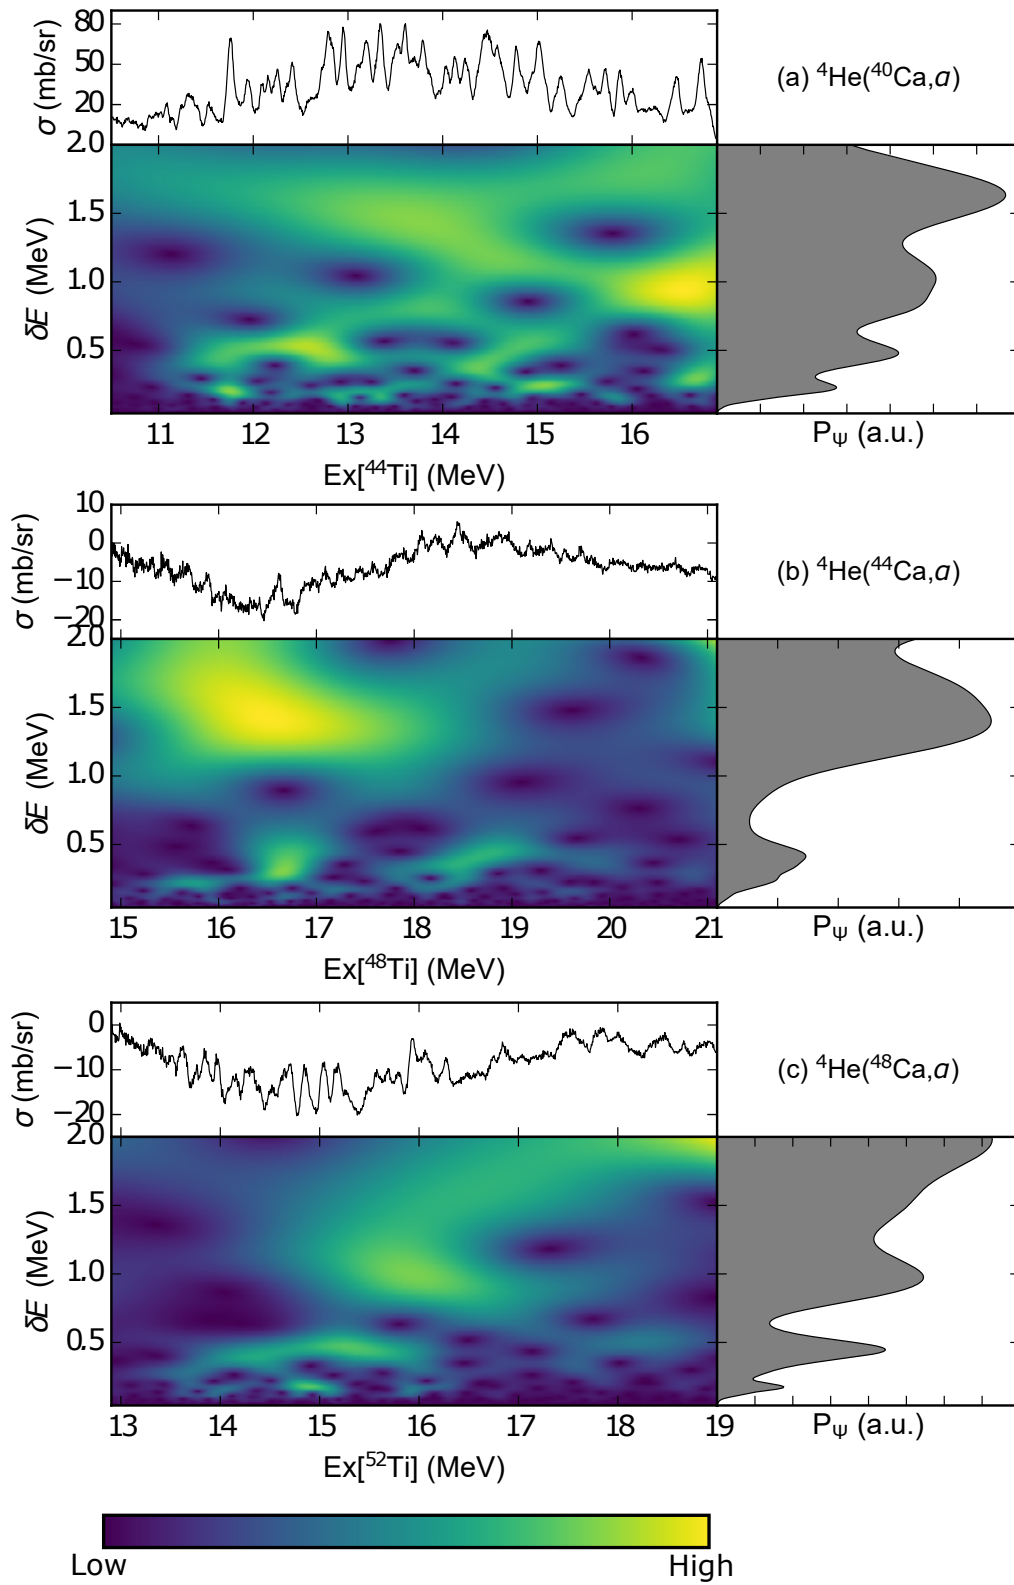 80
50
20
2.0
σ (mb/sr)
(a) ⁴He(⁴⁰Ca,α)
1.5
1.0
0.5
δE (MeV)
11 12 13 14 15 16
Ex[⁴⁴Ti] (MeV)
P_ψ (a.u.)
10
0
−10
−20
2.0
σ (mb/sr)
(b) ⁴He(⁴⁴Ca,α)
1.5
1.0
0.5
δE (MeV)
15 16 17 18 19 20 21
Ex[⁴⁸Ti] (MeV)
P_ψ (a.u.)
0
−10
−20
2.0
σ (mb/sr)
(c) ⁴He(⁴⁸Ca,α)
1.5
1.0
0.5
δE (MeV)
13 14 15 16 17 18 19
Ex[⁵²Ti] (MeV)
P_ψ (a.u.)
Low High